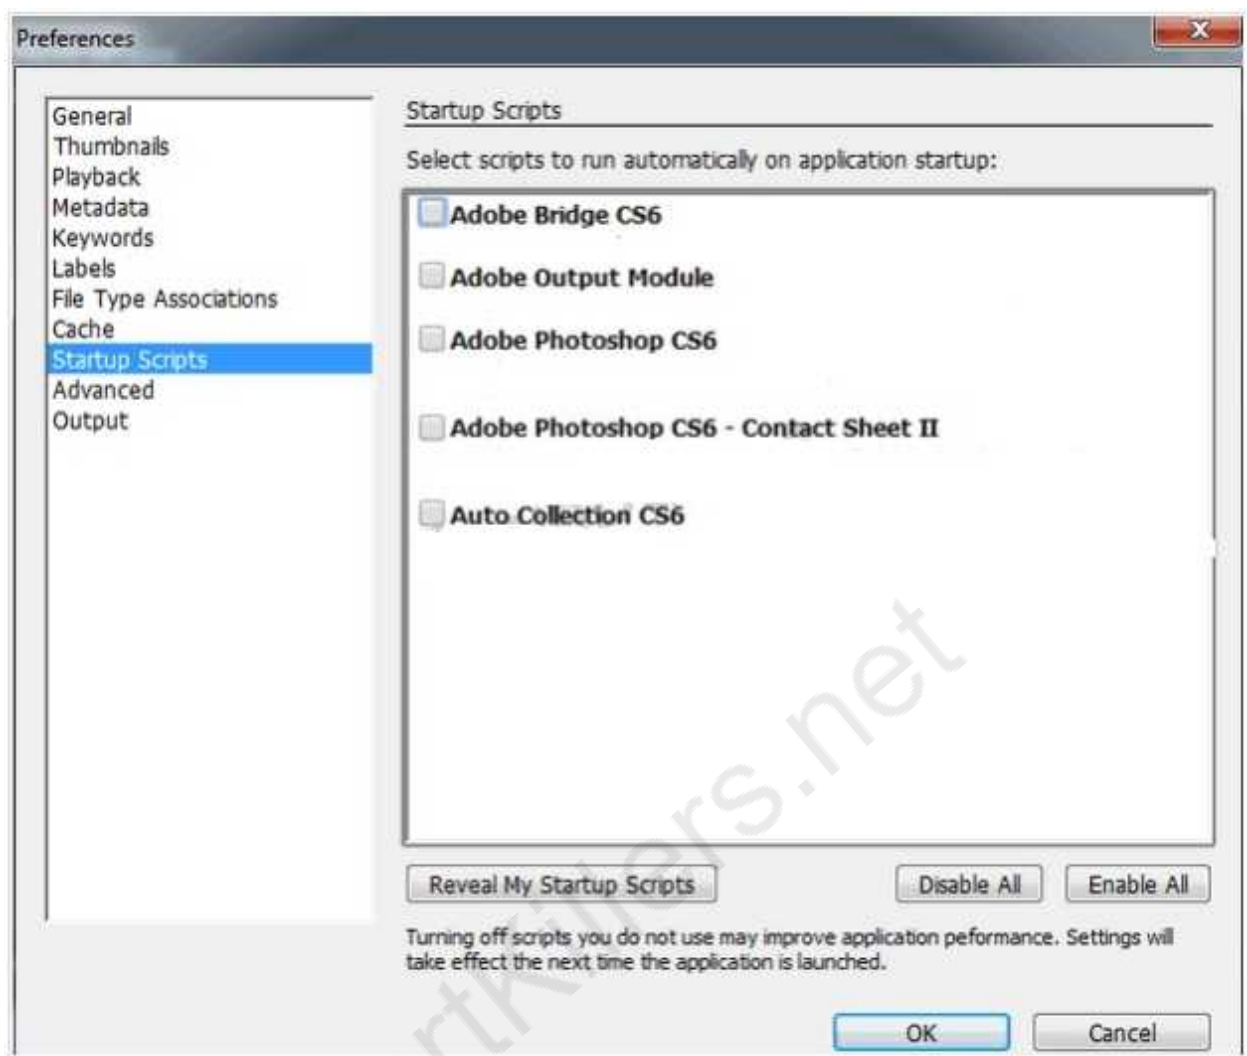 Preferences
X
General
Thumbnails
Playback
Metadata
Keywords
Labels
File Type Associations
Cache
Startup Scripts
Advanced
Output
Startup Scripts
Select scripts to run automatically on application startup:
Adobe Bridge CS6
Adobe Output Module
Adobe Photoshop CS6
Adobe Photoshop CS6 - Contact Sheet II
Auto Collection CS6
Reveal My Startup Scripts
Disable All
Enable All
Turning off scripts you do not use may improve application peformance. Settings will
take effect the next time the application is launched.
OK
Cancel
rtKillers.net